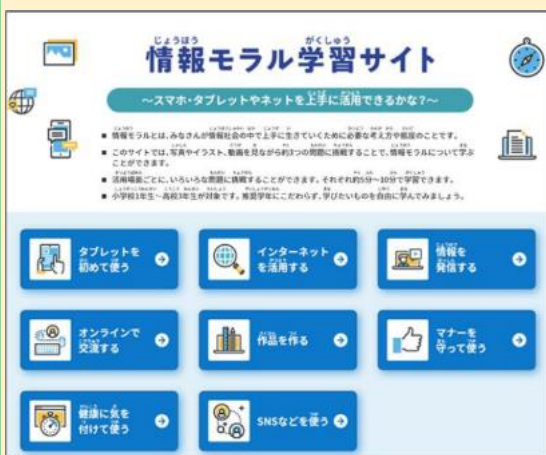 情報モラル学習サイト
～スマホ・タブレットやネットを上手に活用できるかな?～
■ 情報モラルとは、みなさんが情報社会の中で上手に生きていくために必要な考え方や態度のことです。
■ このサイトでは、写真やイラスト、動画を見ながら約3つの問題に挑戦することで、情報モラルについて学ぶ
ことができます。
■ 活用場面ごとに、いろいろな問題に挑戦することができます。それぞれ約5分～10分で学習できます。
■ 小学校1年生～高校3年生が対象です。推奨学年にこだわらず、学びたいものを自由に学んでみましょう。
タブレットを
初めて使う
インターネット
を活用する
情報を
発信する
オンラインで
交流する
作品を作る
マナーを
守って使う
健康に気を
付けて使う
SNSなどを使う